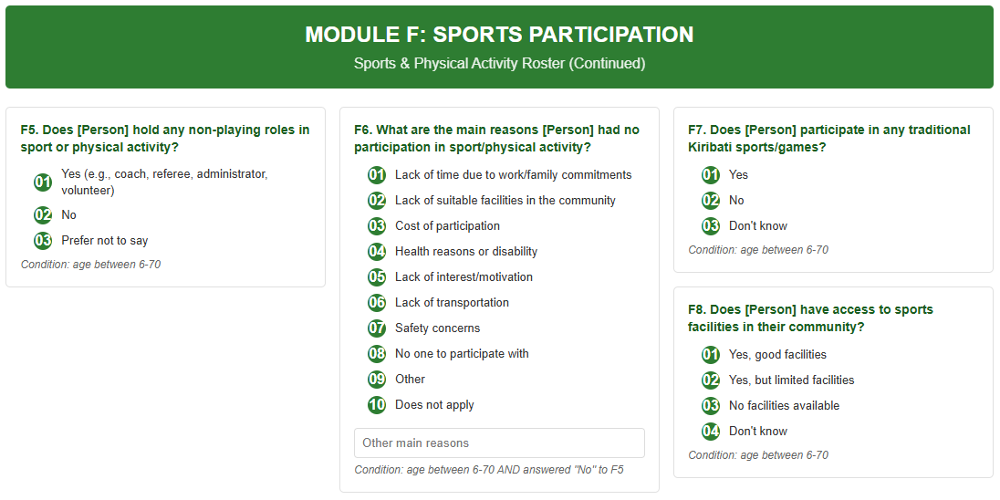 MODULE F: SPORTS PARTICIPATION
Sports & Physical Activity Roster (Continued)
F5. Does [Person] hold any non-playing roles in
sport or physical activity?
01 Yes (e.g., coach, referee, administrator,
volunteer)
02 No
03 Prefer not to say
Condition: age between 6-70
F6. What are the main reasons [Person] had no
participation in sport/physical activity?
01 Lack of time due to work/family commitments
02 Lack of suitable facilities in the community
03 Cost of participation
04 Health reasons or disability
05 Lack of interest/motivation
06 Lack of transportation
07 Safety concerns
08 No one to participate with
09 Other
10 Does not apply
Other main reasons
Condition: age between 6-70 AND answered "No" to F5
F7. Does [Person] participate in any traditional
Kiribati sports/games?
01 Yes
02 No
03 Don't know
Condition: age between 6-70
F8. Does [Person] have access to sports
facilities in their community?
01 Yes, good facilities
02 Yes, but limited facilities
03 No facilities available
04 Don't know
Condition: age between 6-70